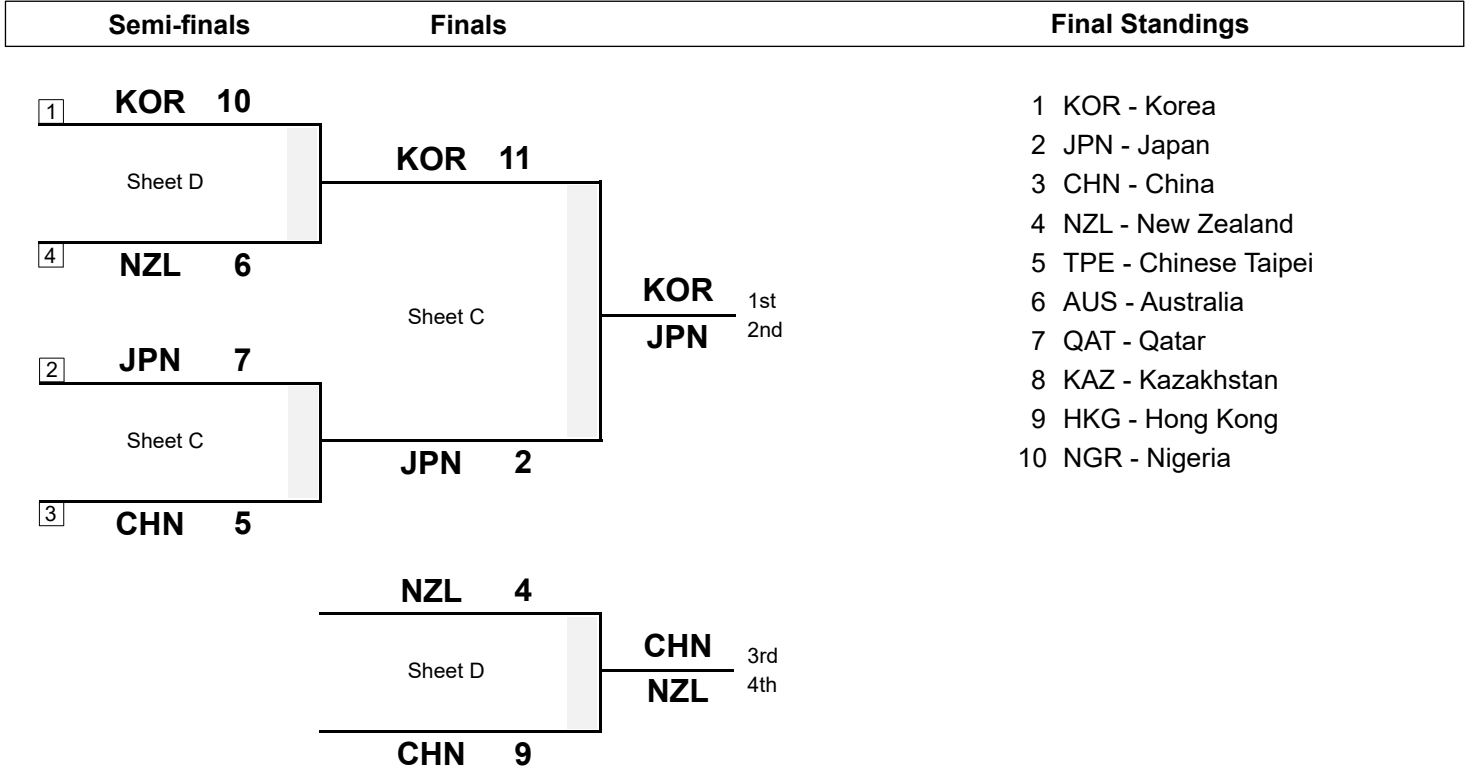 Semi-finals Finals Final Standings
1 KOR 10
Sheet D
4 NZL 6
2 JPN 7
Sheet C
3 CHN 5
KOR 11
Sheet C
JPN 2
KOR 1st
JPN 2nd
NZL 4
Sheet D
CHN 9
CHN 3rd
NZL 4th
1 KOR - Korea
2 JPN - Japan
3 CHN - China
4 NZL - New Zealand
5 TPE - Chinese Taipei
6 AUS - Australia
7 QAT - Qatar
8 KAZ - Kazakhstan
9 HKG - Hong Kong
10 NGR - Nigeria